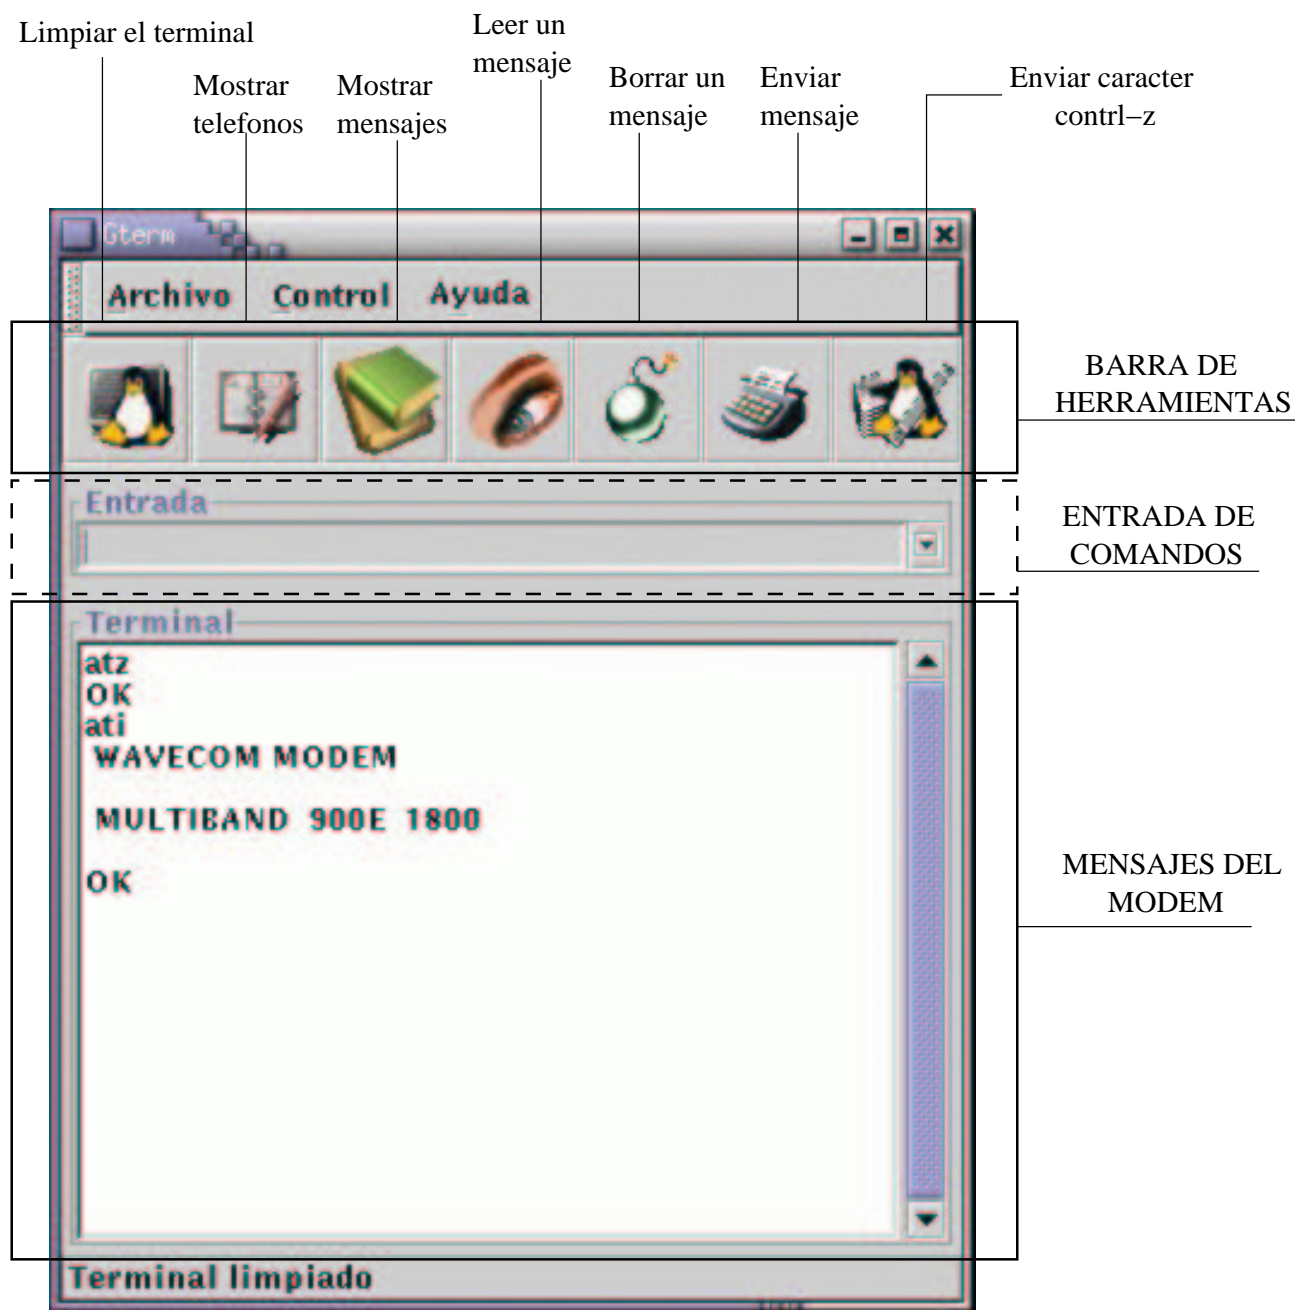 Limpiar el terminal
Leer un
mensaje
Mostrar
telefonos
Mostrar
mensajes
Borrar un
mensaje
Enviar
mensaje
Enviar caracter
contrl−z
Gterm
Archivo Control Ayuda
BARRA DE
HERRAMIENTAS
Entrada
ENTRADA DE
COMANDOS
Terminal
atz
OK
ati
WAVECOM MODEM
MULTIBAND 900E 1800
OK
MENSAJES DEL
MODEM
Terminal limpiado